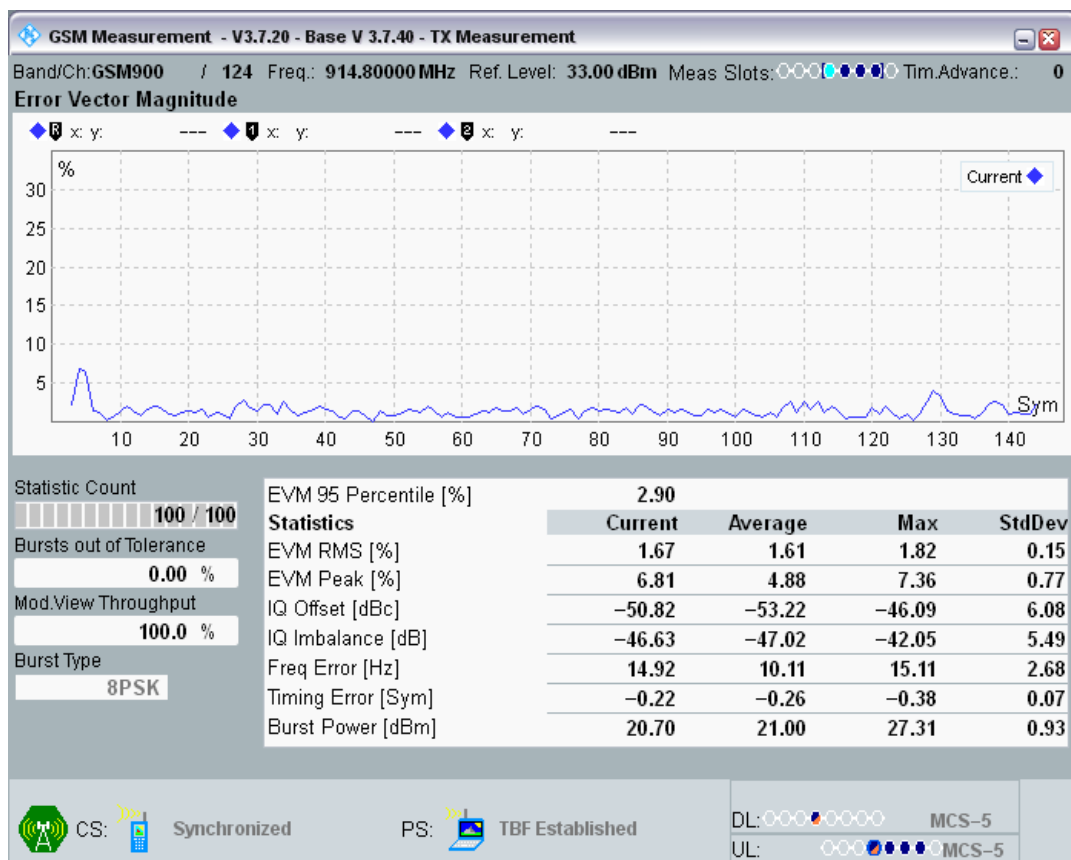 GSM Measurement - V3.7.20 - Base V 3.7.40 - TX Measurement
Band/Ch:GSM900 / 124 Freq.: 914.80000 MHz Ref. Level: 33.00 dBm Meas Slots: Tim.Advance.: 0
Error Vector Magnitude
R x: y: --- 1 x: y: --- 2 x: y: ---
%
Current
30
25
20
15
10
5
Sym
10 20 30 40 50 60 70 80 90 100 110 120 130 140
Statistic Count
100 / 100
Bursts out of Tolerance
0.00 %
Mod.View Throughput
100.0 %
Burst Type
8PSK
EVM 95 Percentile [%] 2.90
Statistics Current Average Max StdDev
EVM RMS [%] 1.67 1.61 1.82 0.15
EVM Peak [%] 6.81 4.88 7.36 0.77
IQ Offset [dBc] −50.82 −53.22 −46.09 6.08
IQ Imbalance [dB] −46.63 −47.02 −42.05 5.49
Freq Error [Hz] 14.92 10.11 15.11 2.68
Timing Error [Sym] −0.22 −0.26 −0.38 0.07
Burst Power [dBm] 20.70 21.00 27.31 0.93
CS: Synchronized PS: TBF Established
DL: MCS−5
UL: MCS−5